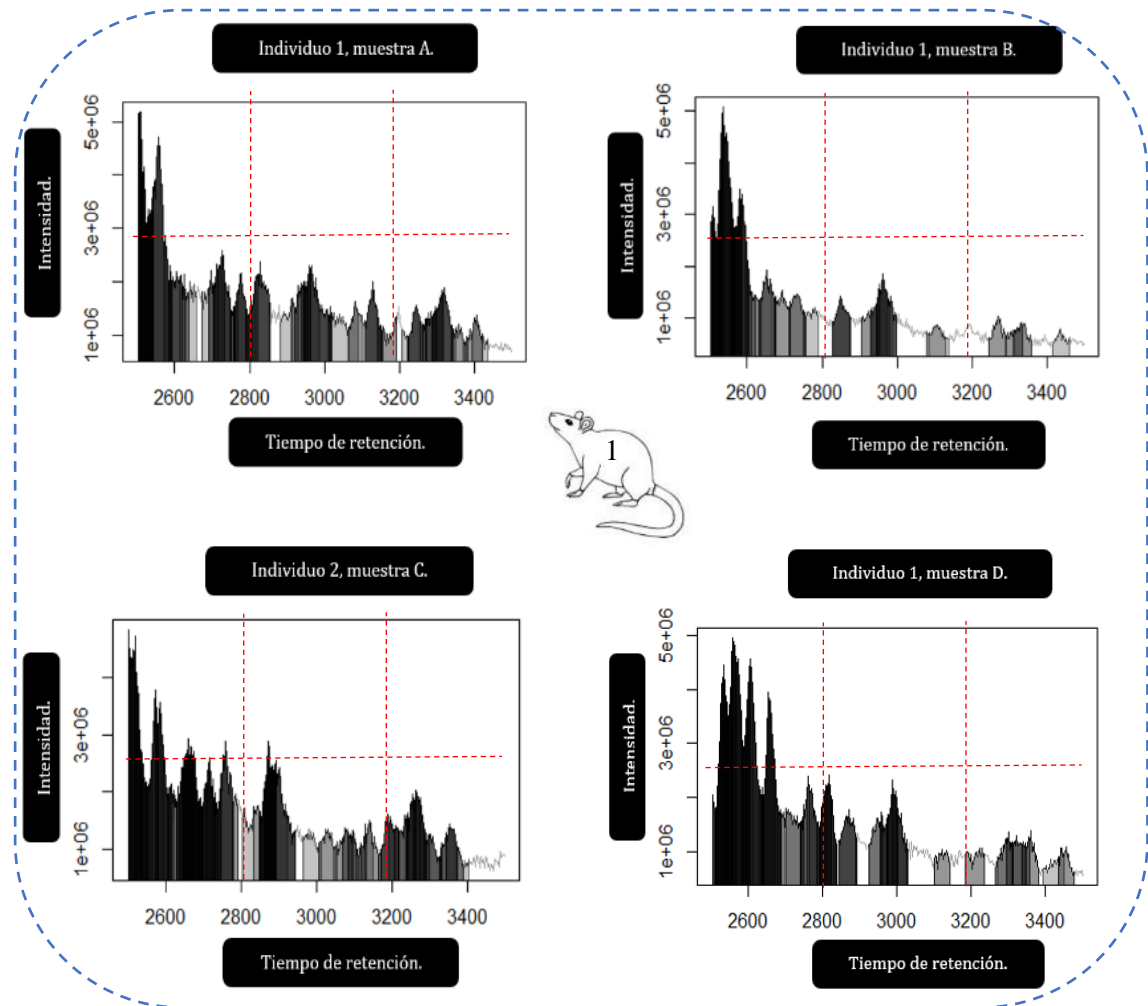 Individuo 1, muestra A.
Intensidad.
5e+06
3e+06
1e+06
2600 2800 3000 3200 3400
Tiempo de retención.
Individuo 1, muestra B.
Intensidad.
5e+06
3e+06
1e+06
2600 2800 3000 3200 3400
Tiempo de retención.
1
Individuo 2, muestra C.
Intensidad.
3e+06
1e+06
2600 2800 3000 3200 3400
Tiempo de retención.
Individuo 1, muestra D.
Intensidad.
5e+06
3e+06
1e+06
2600 2800 3000 3200 3400
Tiempo de retención.